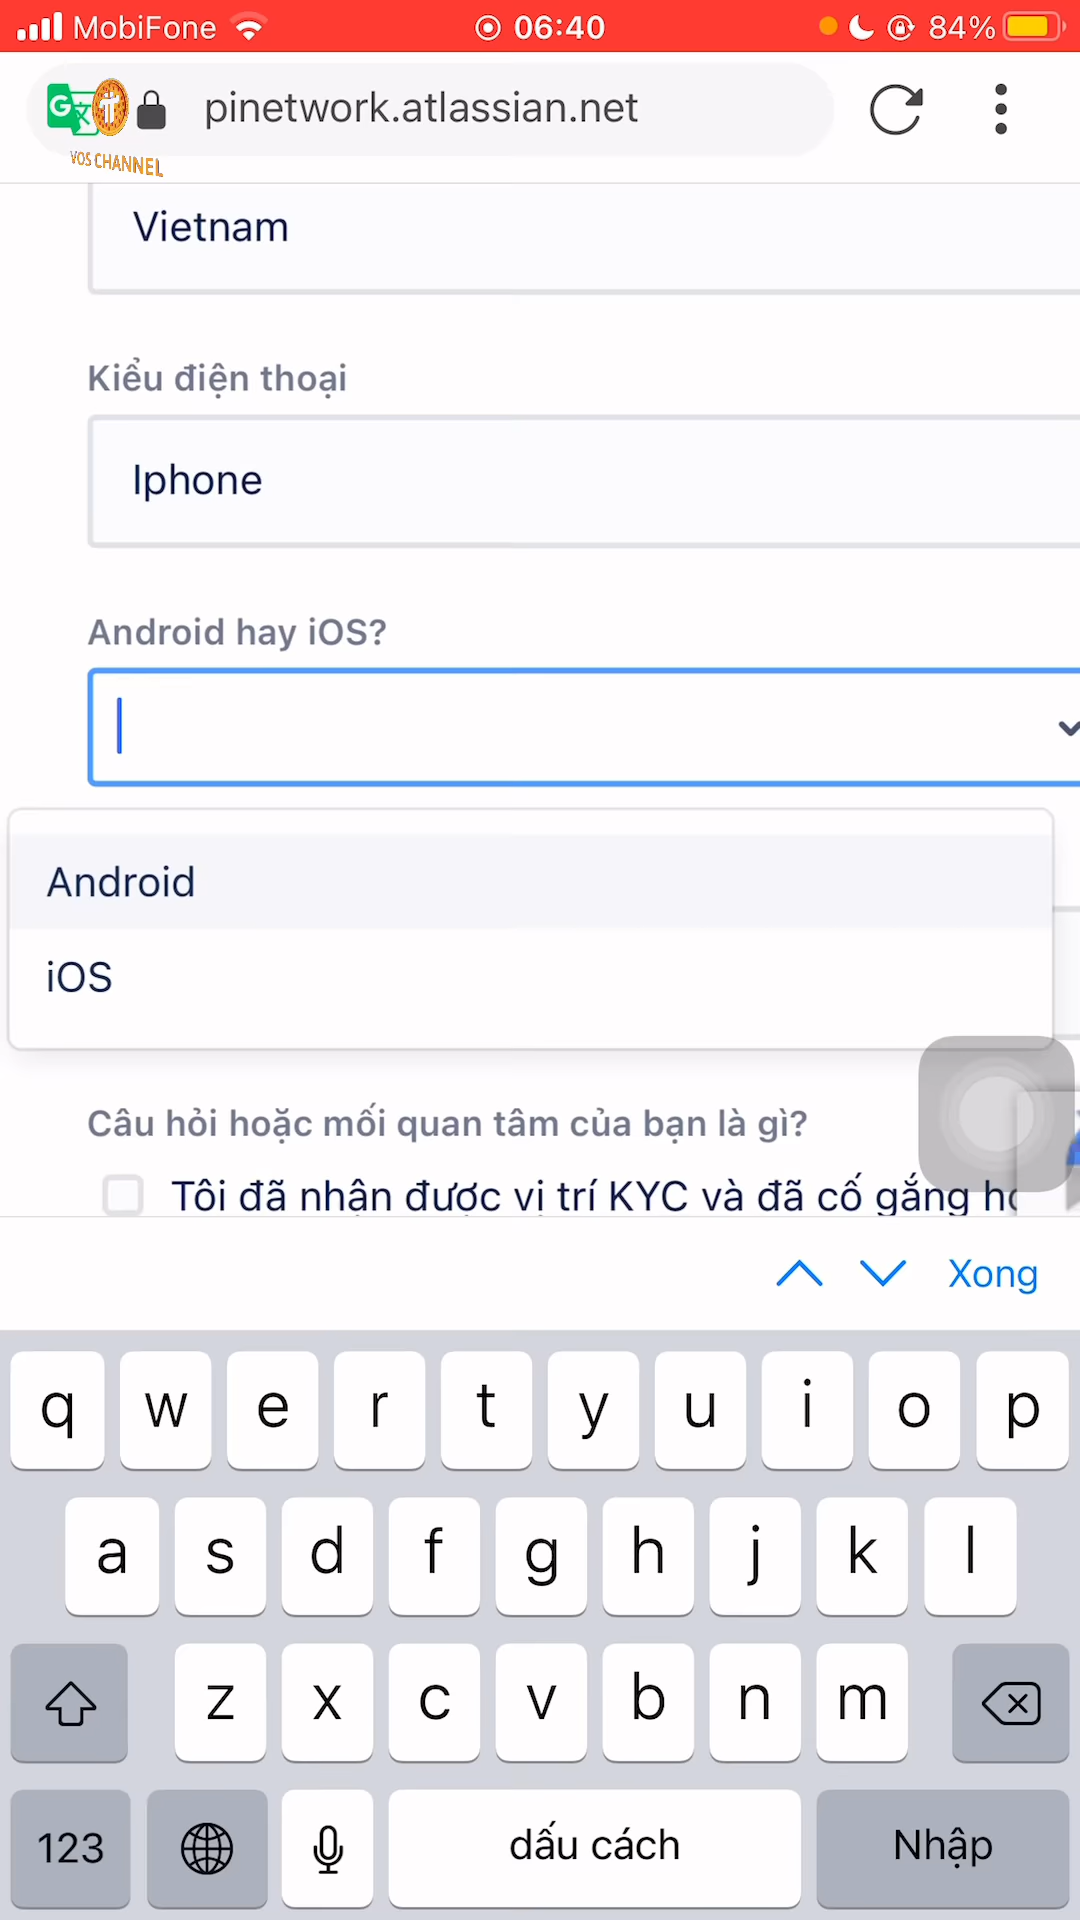 MobiFone 06:40 84%
pinetwork.atlassian.net
VOS CHANNEL
Vietnam
Kiểu điện thoại
Iphone
Android hay iOS?
Android
iOS
Câu hỏi hoặc mối quan tâm của bạn là gì?
Tôi đã nhận được vị trí KYC và đã cố gắng
Xong
q w e r t y u i o p
a s d f g h j k l
z x c v b n m
123 dấu cách Nhập